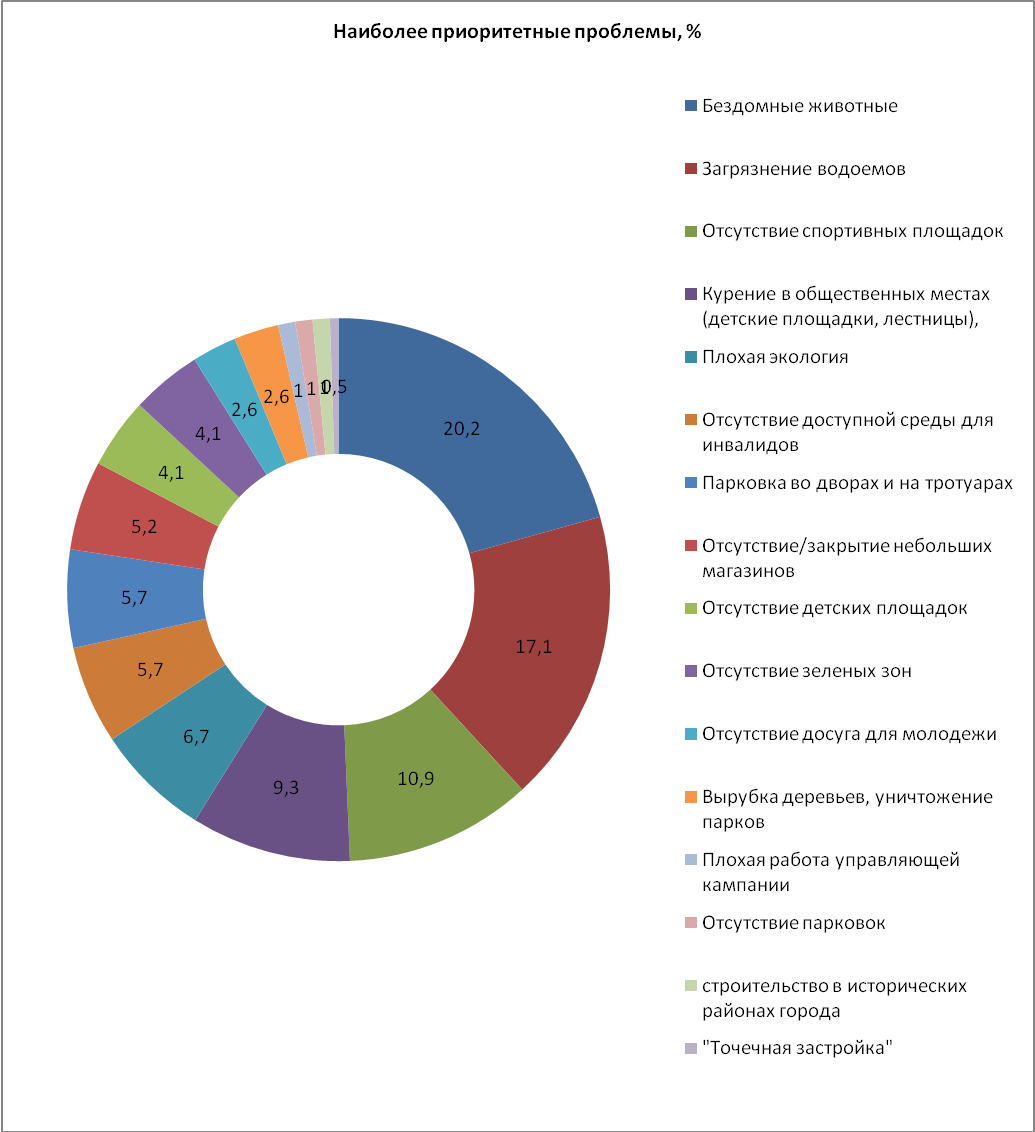 Наиболее приоритетные проблемы, %
Бездомные животные
Загрязнение водоемов
Отсутствие спортивных площадок
Курение в общественных местах
(детские площадки, лестницы),
Плохая экология
Отсутствие доступной среды для
инвалидов
Парковка во дворах и на тротуарах
Отсутствие/закрытие небольших
магазинов
Отсутствие детских площадок
Отсутствие зеленых зон
Отсутствие досуга для молодежи
Вырубка деревьев, уничтожение
парков
Плохая работа управляющей
кампании
Отсутствие парковок
строительство в исторических
районах города
"Точечная застройка"
20,2
17,1
10,9
9,3
6,7
5,7
5,7
5,2
4,1
4,1
2,6
2,6
1
1
1
0,5